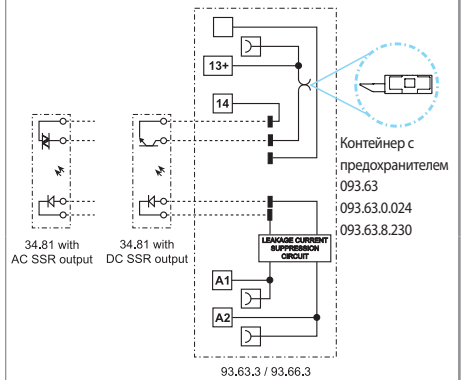 13+
14
Контейнер с
предохранителем
093.63
093.63.0.024
093.63.8.230
34.81 with
AC SSR output
34.81 with
DC SSR output
LEAKAGE CURRENT
SUPPRESSION
CIRCUIT
A1
A2
93.63.3 / 93.66.3